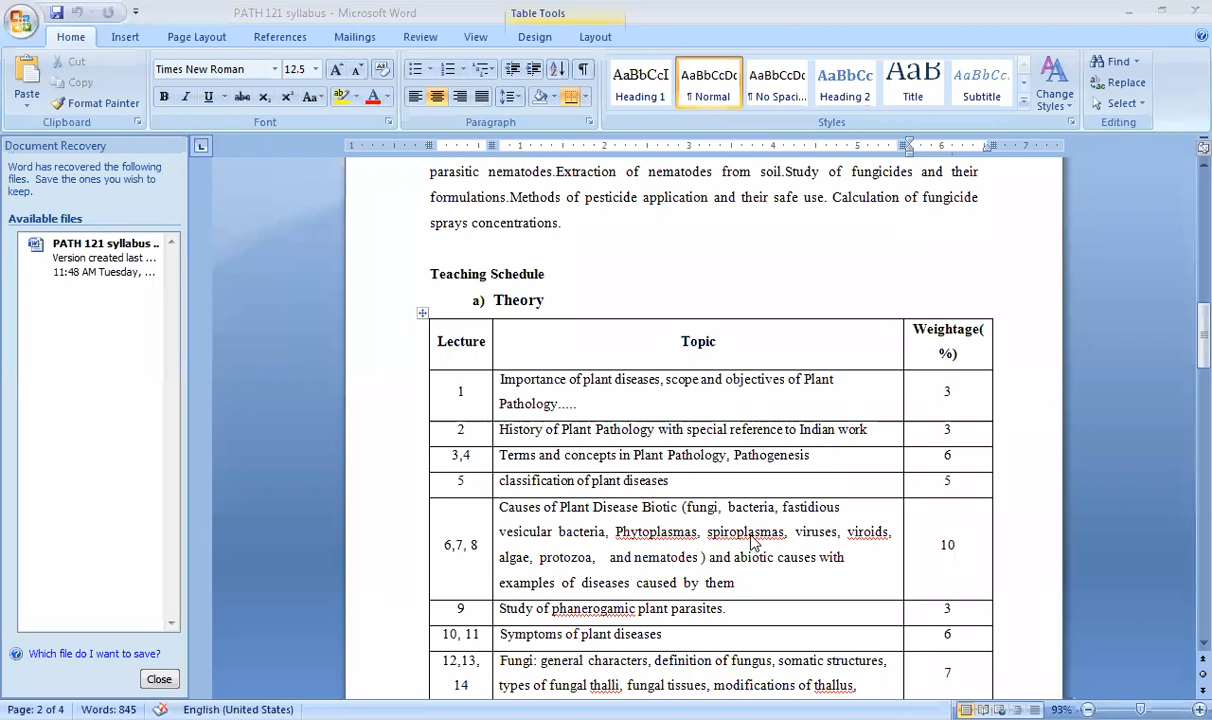 PATH 121 syllabus - Microsoft Word
Table Tools
Home Insert Page Layout References Mailings Review View Design Layout
Paste
Cut
Copy
Format Painter
Clipboard
Times New Roman 12.5
Font
Paragraph
AaBbCcI AaBbCcDc AaBbCcDc AaBbCc AaB AaBbCcDc
Heading 1 ¶ Normal ¶ No Spaci... Heading 2 Title Subtitle
Change
Styles
Styles
Find
Replace
Select
Editing
Document Recovery
Word has recovered the following
files. Save the ones you wish to
keep.
Available files
PATH 121 syllabus ..
Version created last ...
11:48 AM Tuesday, ...
Which file do I want to save?
Close
1 1 2 3 4 5 6 7
parasitic nematodes.Extraction of nematodes from soil.Study of fungicides and their
formulations.Methods of pesticide application and their safe use. Calculation of fungicide
sprays concentrations.
Teaching Schedule
a) Theory
Lecture Topic Weightage(
%)
1 Importance of plant diseases, scope and objectives of Plant 3
Pathology.....
2 History of Plant Pathology with special reference to Indian work 3
3,4 Terms and concepts in Plant Pathology, Pathogenesis 6
5 classification of plant diseases 5
Causes of Plant Disease Biotic (fungi, bacteria, fastidious
vesicular bacteria, Phytoplasmas, spiroplasmas, viruses, viroids,
6,7, 8 algae, protozoa, and nematodes ) and abiotic causes with 10
examples of diseases caused by them
9 Study of phanerogamic plant parasites. 3
10, 11 Symptoms of plant diseases 6
12,13, Fungi: general characters, definition of fungus, somatic structures, 7
14 types of fungal thalli, fungal tissues, modifications of thallus,
Page: 2 of 4 Words: 845 English (United States) 93%